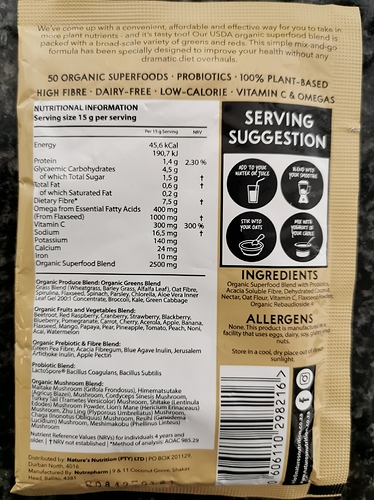 We've come up with a convenient, affordable and effective way for you to take in
more plant nutrients - and it's tasty too! Our USDA organic superfood blend is
packed with a broad-scale variety of greens and reds. This simple mix-and-go
formula has been specially designed to improve your health without any
dramatic diet overhauls.
50 ORGANIC SUPERFOODS • PROBIOTICS • 100% PLANT-BASED
HIGH FIBRE • DAIRY-FREE • LOW-CALORIE • VITAMIN C & OMEGAS
NUTRITIONAL INFORMATION
Serving size 15 g per serving
Per 15 g Serving NRV
Energy 45,6 kCal
190,7 kJ
Protein 1,4 g 2.30 %
Glycaemic Carbohydrates 4,5 g
of which Total Sugar 1,5 g †
Total Fat 0,6 g †
of which Saturated Fat 0,2 g
Dietary Fibre* 7,5 g †
Omega from Essential Fatty Acids 400 mg
(From Flaxseed) 1000 mg †
Vitamin C 300 mg 300 %
Sodium 16,5 mg †
Potassium 140 mg
Calcium 24 mg
Iron 10 mg
Organic Superfood Blend 2500 mg
Organic Produce Blend: Organic Greens Blend
Grass Blend (Wheatgrass, Barley Grass, Alfalfa Leaf), Oat Fibre,
Spirulina, Flaxseed, Spinach, Parsley, Chlorella, Aloe Vera Inner
Leaf Gel 200:1 Concentrate, Broccoli, Kale, Green Cabbage
Organic Fruits and Vegetables Blend:
Beetroot, Red Raspberry, Cranberry, Strawberry, Blackberry,
Blueberry, Pomegranate, Carrot, Cherry, Acerola, Apple, Banana,
Flaxseed, Mango, Papaya, Pear, Pineapple, Tomato, Peach, Noni,
Acai, Watermelon
Organic Prebiotic & Fibre Blend:
Green Pea Fibre, Acacia Fibregum, Blue Agave Inulin, Jerusalem
Artichoke Inulin, Apple Pectin
Probiotic Blend:
LactoSpore® Bacillus Coagulans, Bacillus Subtilis
Organic Mushroom Blend:
Maitake Mushroom (Grifola Frondosus), Himematsutake
(Agricus Blazei), Mushroom, Cordyceps Sinesis Mushroom,
Turkey Tail (Trametes Versicolor) Mushroom, Shiitake (Lentinula
Edodes) Mushroom Powder, Lion's Mane (Hericium Erinaceus)
Mushroom, Zhu Ling (Polyporus Umbrellatus) Mushroom,
Chaga (Inonotus Obliquus) Mushroom, Reishi (Ganoderma
Lucidum) Mushroom, Meshimakobu (Phellinus Linteus)
Mushroom
Nutrient Reference Values (NRVs) for individuals 4 years and
older | † NRV not established | *Method of analysis: AOAC 985.29
Distributed by: Nature's Nutrition (PTY) LTD | PO BOX 201129,
Durban North, 4016
Manufactured by: Nutrapharm | 9 & 11 Coconut Grove, Shakas
Head, Ballito, 4381
SERVING
SUGGESTION
ADD TO YOUR
WATER OR JUICE
BLEND WITH
YOUR SMOOTHIE
STIR INTO
YOUR OATS
MIX INTO
YOGHURT OF
YOUR CHOICE
INGREDIENTS
Organic Superfood Blend with Probiotics,
Acacia Soluble Fibre, Dehydrated Coconut
Nectar, Oat Flour, Vitamin C, Flaxseed Powder,
Organic Rebaudioside A
ALLERGENS
None. This product is manufactured in a
facility that uses eggs, dairy, soy, gluten and
nuts.
Store in a cool, dry place out of direct
sunlight.
6 061110 298216 >